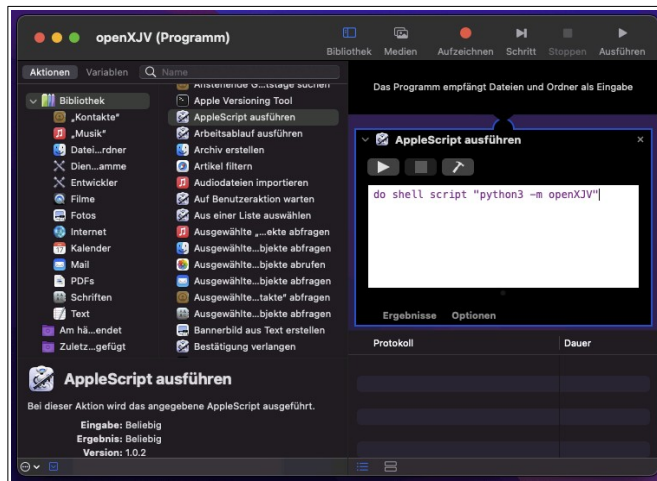 openXJV (Programm)
Bibliothek Medien Aufzeichnen Schritt Stoppen Ausführen
Aktionen Variablen Name
Das Programm empfängt Dateien und Ordner als Eingabe
Bibliothek
„Kontakte“
„Musik“
Datei...rdner
Dien...amme
Entwickler
Filme
Fotos
Internet
Kalender
Mail
PDFs
Schriften
Text
Am hä...endet
Zuletz...gefügt
Anstehende G...tstage suchen
Apple Versioning Tool
AppleScript ausführen
Arbeitsablauf ausführen
Archiv erstellen
Artikel filtern
Audiodateien importieren
Auf Benutzeraktion warten
Aus einer Liste auswählen
Ausgewählte „...ekte abfragen
Ausgewählte...bjekte abfragen
Ausgewählte...bjekte abrufen
Ausgewählte...bjekte abfragen
Ausgewählte...takte“ abfragen
Ausgewählte...bjekte abfragen
Bannerbild aus Text erstellen
Bestätigung verlangen
AppleScript ausführen
do shell script "python3 -m openXJV"
Ergebnisse Optionen
Protokoll Dauer
AppleScript ausführen
Bei dieser Aktion wird das angegebene AppleScript ausgeführt.
Eingabe: Beliebig
Ergebnis: Beliebig
Version: 1.0.2